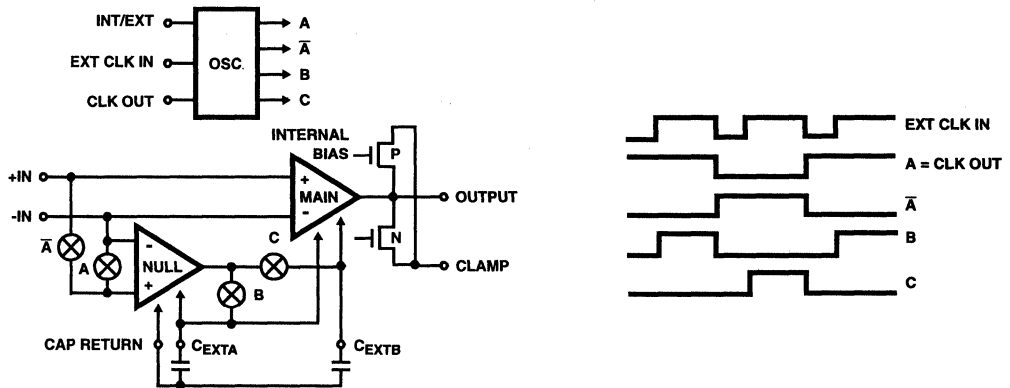 INT/EXT
EXT CLK IN
CLK OUT
OSC.
A
A̅
B
C
INTERNAL
BIAS
P
+IN
-IN
+
MAIN
-
OUTPUT
N
CLAMP
A̅
A
-
NULL
+
C
B
CAP RETURN
CEXTA
CEXTB
EXT CLK IN
A = CLK OUT
A̅
B
C